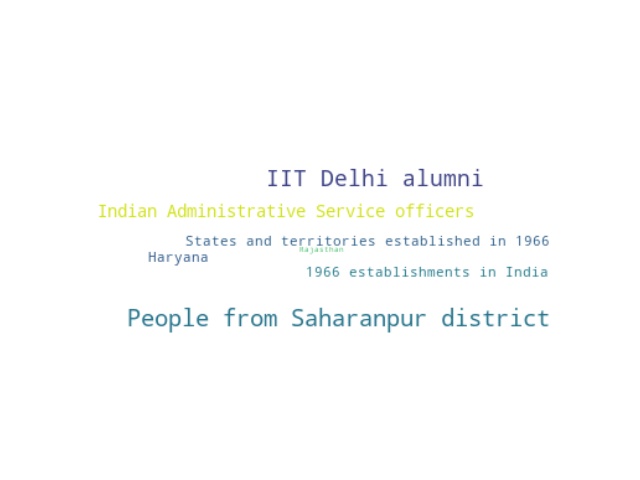 IIT Delhi alumni
Indian Administrative Service officers
States and territories established in 1966
Rajasthan
Haryana
1966 establishments in India
People from Saharanpur district